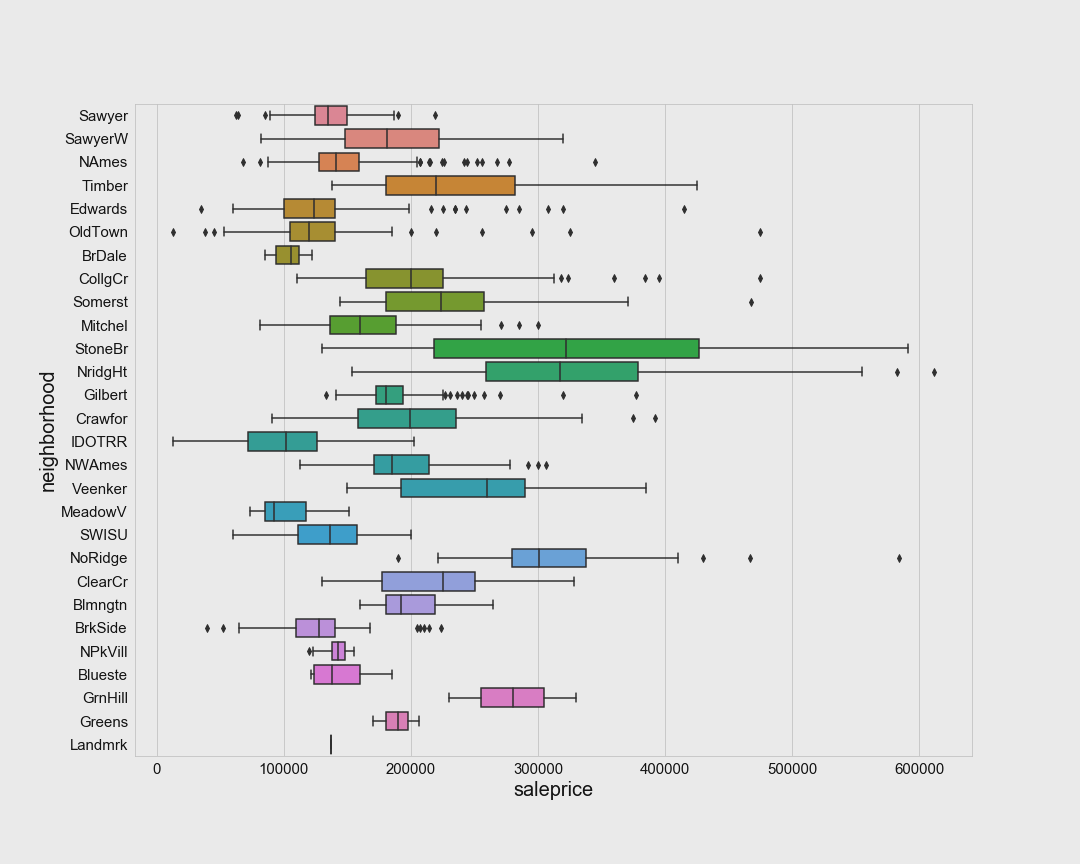 Sawyer
SawyerW
NAmes
Timber
Edwards
OldTown
BrDale
CollgCr
Somerst
Mitchel
StoneBr
NridgHt
Gilbert
Crawfor
IDOTRR
NWAmes
Veenker
MeadowV
SWISU
NoRidge
ClearCr
Blmngtn
BrkSide
NPkVill
Blueste
GrnHill
Greens
Landmrk
neighborhood
0 100000 200000 300000 400000 500000 600000
saleprice